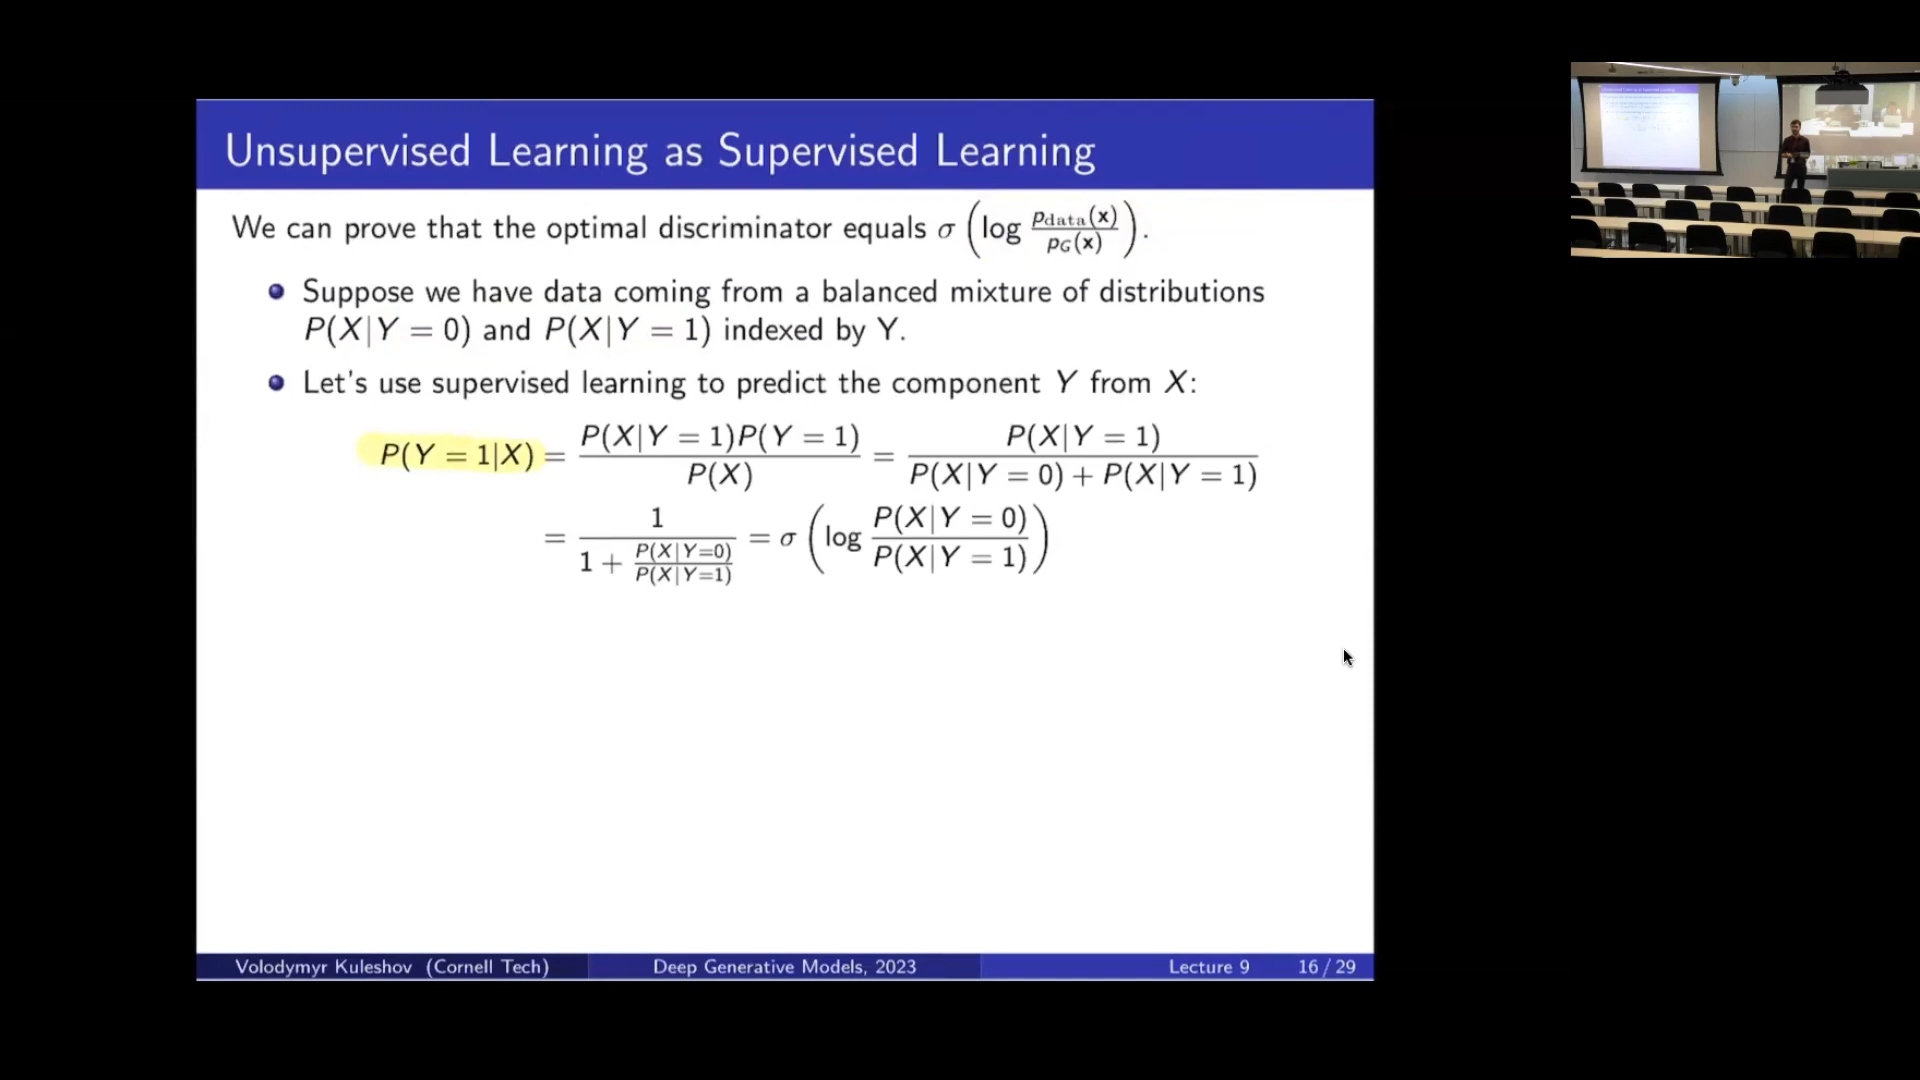 Unsupervised Learning as Supervised Learning
We can prove that the optimal discriminator equals σ (log p_data(x) / p_G(x)).
Suppose we have data coming from a balanced mixture of distributions
P(X|Y = 0) and P(X|Y = 1) indexed by Y.
Let's use supervised learning to predict the component Y from X:
P(Y = 1|X) = P(X|Y = 1)P(Y = 1) / P(X) = P(X|Y = 1) / P(X|Y = 0) + P(X|Y = 1)
= 1 / 1 + P(X|Y=0) / P(X|Y=1) = σ (log P(X|Y = 0) / P(X|Y = 1))
Volodymyr Kuleshov (Cornell Tech) Deep Generative Models, 2023 Lecture 9 16 / 29